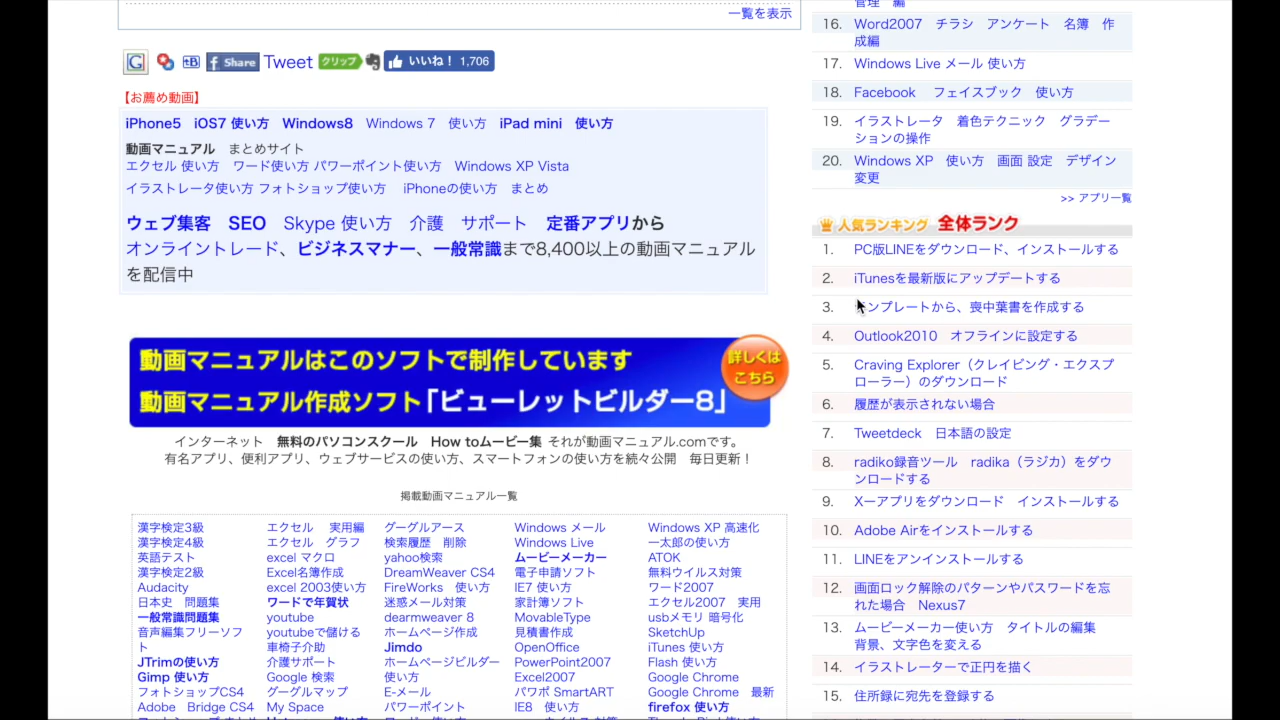 一覧を表示
Share Tweet クリップ いいね！ 1,706
【お薦め動画】
iPhone5 iOS7 使い方 Windows8 Windows 7 使い方 iPad mini 使い方
動画マニュアル まとめサイト
エクセル 使い方 ワード使い方 パワーポイント使い方 Windows XP Vista
イラストレータ使い方 フォトショップ使い方 iPhoneの使い方 まとめ
ウェブ集客 SEO Skype 使い方 介護 サポート 定番アプリから
オンライントレード、ビジネスマナー、一般常識まで8,400以上の動画マニュアル
を配信中
動画マニュアルはこのソフトで制作しています
動画マニュアル作成ソフト「ビューレットビルダー8」
詳しくは
こちら
インターネット 無料のパソコンスクール How toムービー集 それが動画マニュアル.comです。
有名アプリ、便利アプリ、ウェブサービスの使い方、スマートフォンの使い方を続々公開 毎日更新！
掲載動画マニュアル一覧
漢字検定3級
漢字検定4級
英語テスト
漢字検定2級
Audacity
日本史 問題集
一般常識問題集
音声編集フリーソフ
ト
JTrimの使い方
Gimp 使い方
フォトショップCS4
Adobe Bridge CS4
エクセル 実用編
エクセル グラフ
excel マクロ
Excel名簿作成
excel 2003使い方
ワードで年賀状
youtube
youtubeで儲ける
車椅子介助
介護サポート
Google 検索
グーグルマップ
My Space
グーグルアース
検索履歴 削除
yahoo検索
DreamWeaver CS4
FireWorks 使い方
迷惑メール対策
dearmweaver 8
ホームページ作成
Jimdo
ホームページビルダー
使い方
E-メール
パワーポイント
Windows メール
Windows Live
ムービーメーカー
電子申請ソフト
IE7 使い方
家計簿ソフト
MovableType
見積書作成
OpenOffice
PowerPoint2007
Excel2007
パワポ SmartART
IE8 使い方
Windows XP 高速化
一太郎の使い方
ATOK
無料ウイルス対策
ワード2007
エクセル2007 実用
usbメモリ 暗号化
SketchUp
iTunes 使い方
Flash 使い方
Google Chrome
Google Chrome 最新
firefox 使い方
管理 編
16. Word2007 チラシ アンケート 名簿 作
成編
17. Windows Live メール 使い方
18. Facebook フェイスブック 使い方
19. イラストレータ 着色テクニック グラデー
ションの操作
20. Windows XP 使い方 画面 設定 デザイン
変更
>> アプリ一覧
人気ランキング 全体ランク
1. PC版LINEをダウンロード、インストールする
2. iTunesを最新版にアップデートする
3. テンプレートから、喪中葉書を作成する
4. Outlook2010 オフラインに設定する
5. Craving Explorer（クレイビング・エクスプ
ローラー）のダウンロード
6. 履歴が表示されない場合
7. Tweetdeck 日本語の設定
8. radiko録音ツール radika（ラジカ）をダウ
ンロードする
9. Xーアプリをダウンロード インストールする
10. Adobe Airをインストールする
11. LINEをアンインストールする
12. 画面ロック解除のパターンやパスワードを忘
れた場合 Nexus7
13. ムービーメーカー使い方 タイトルの編集
背景、文字色を変える
14. イラストレーターで正円を描く
15. 住所録に宛先を登録する